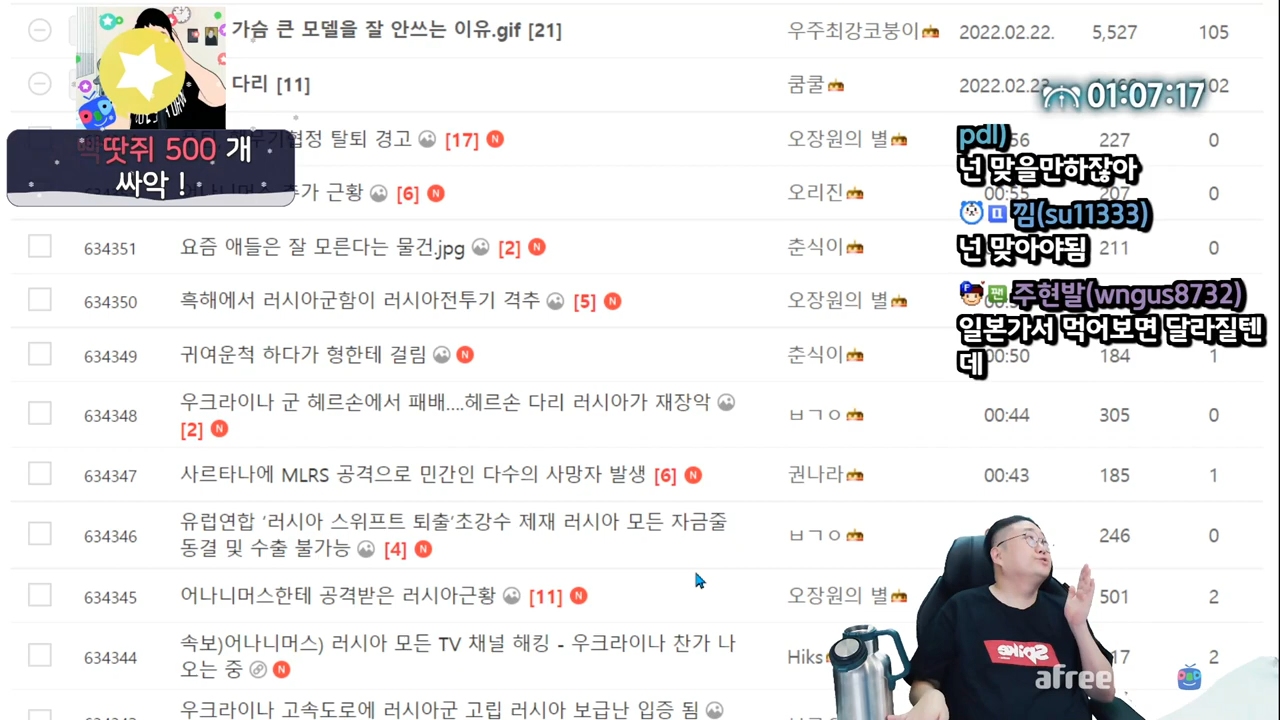 가슴 큰 모델을 잘 안쓰는 이유.gif [21] 우주최강코붕이 2022.02.22. 5,527 105
다리 [11] 쿰쿨 2022.02.22
01:07:17
협정 탈퇴 경고 [17] N 오장원의 별 227 0
땃쥐 500 개
싸악 !
pdl)
넌 맞을만하잖아
근황 [6] N 오리진 00:55 207 0
낌(su11333)
넌 맞아야됨
634351 요즘 애들은 잘 모른다는 물건.jpg [2] N 춘식이 211 0
634350 흑해에서 러시아군함이 러시아전투기 격추 [5] N 오장원의 별
주현발(wngus8732)
일본가서 먹어보면 달라질텐
데
634349 귀여운척 하다가 형한테 걸림 N 춘식이 00:50 184 1
634348 우크라이나 군 헤르손에서 패배....헤르손 다리 러시아가 재장악
[2] N ㅂㄱㅇ 00:44 305 0
634347 사르타나에 MLRS 공격으로 민간인 다수의 사망자 발생 [6] N 권나라 00:43 185 1
634346 유럽연합 '러시아 스위프트 퇴출'초강수 제재 러시아 모든 자금줄
동결 및 수출 불가능 [4] N ㅂㄱㅇ 246 0
634345 어나니머스한테 공격받은 러시아근황 [11] N 오장원의 별 501 2
634344 속보)어나니머스) 러시아 모든 TV 채널 해킹 - 우크라이나 찬가 나
오는 중 N Hiks 17 2
우크라이나 고속도로에 러시아군 고립 러시아 보급난 입증 됨
Spike
afree